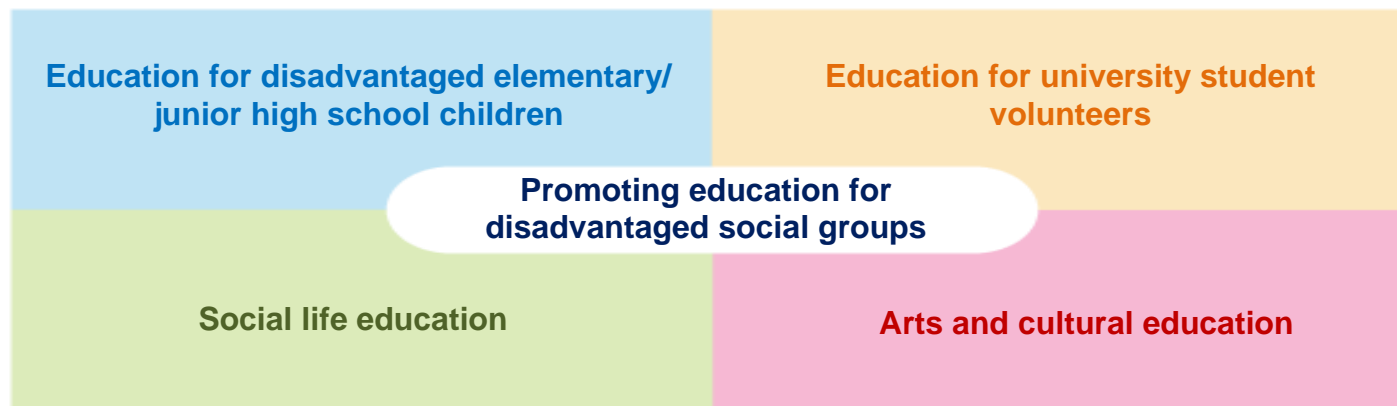 Education for disadvantaged elementary/
junior high school children
Education for university student
volunteers
Promoting education for
disadvantaged social groups
Social life education
Arts and cultural education